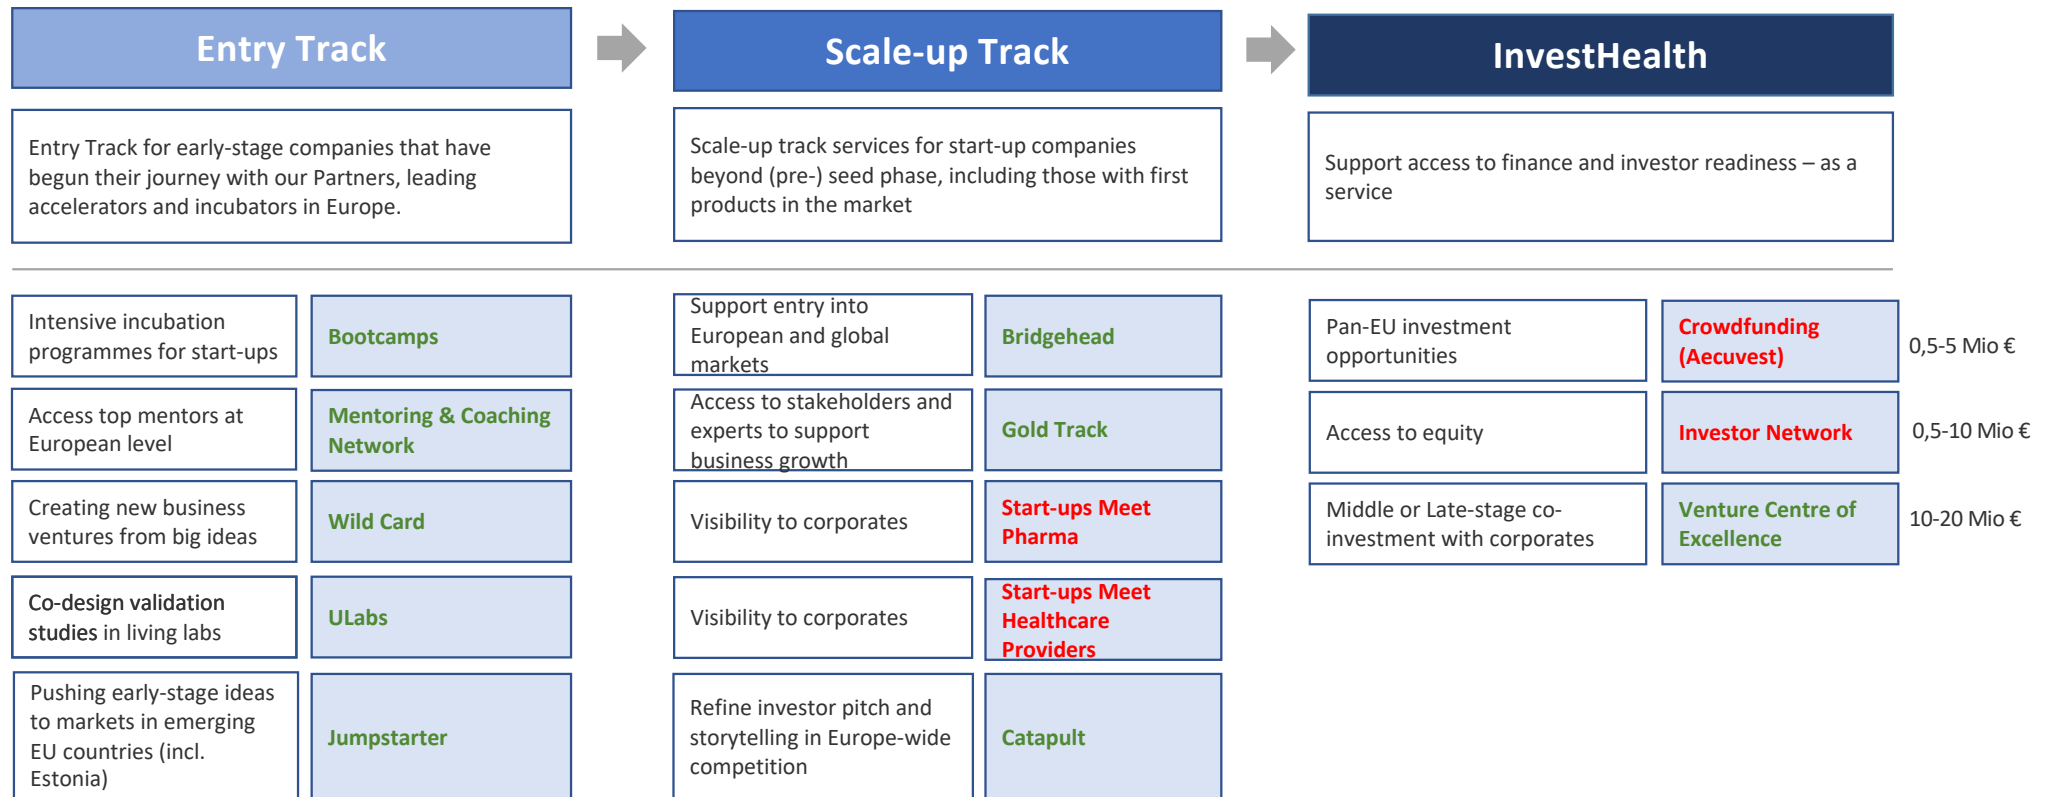 Entry Track
Scale-up Track
InvestHealth
Entry Track for early-stage companies that have
begun their journey with our Partners, leading
accelerators and incubators in Europe.
Scale-up track services for start-up companies
beyond (pre-) seed phase, including those with first
products in the market
Support access to finance and investor readiness – as a
service
Intensive incubation
programmes for start-ups
Bootcamps
Access top mentors at
European level
Mentoring & Coaching
Network
Creating new business
ventures from big ideas
Wild Card
Co-design validation
studies in living labs
ULabs
Pushing early-stage ideas
to markets in emerging
EU countries (incl.
Estonia)
Jumpstarter
Support entry into
European and global
markets
Bridgehead
Access to stakeholders and
experts to support
business growth
Gold Track
Visibility to corporates
Start-ups Meet
Pharma
Visibility to corporates
Start-ups Meet
Healthcare
Providers
Refine investor pitch and
storytelling in Europe-wide
competition
Catapult
Pan-EU investment
opportunities
Crowdfunding
(Aecuvest)
0,5-5 Mio €
Access to equity
Investor Network
0,5-10 Mio €
Middle or Late-stage co-
investment with corporates
Venture Centre of
Excellence
10-20 Mio €